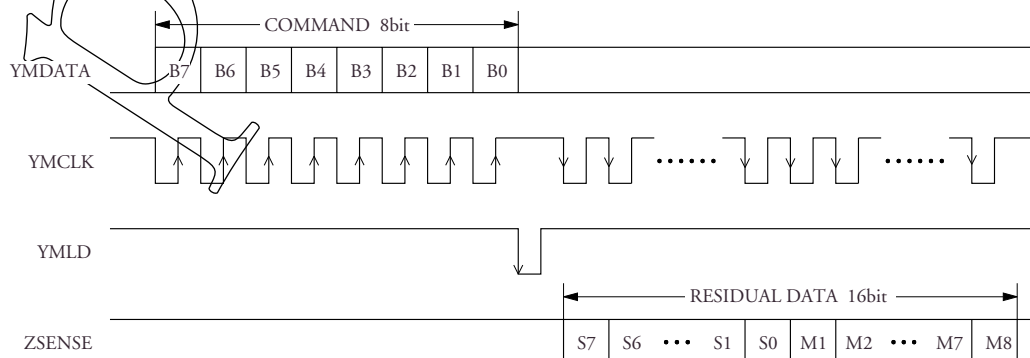 COMMAND 8bit
YMDATA B7 B6 B5 B4 B3 B2 B1 B0
YMCLK
YMLD
RESIDUAL DATA 16bit
ZSENSE S7 S6 ••• S1 S0 M1 M2 ••• M7 M8